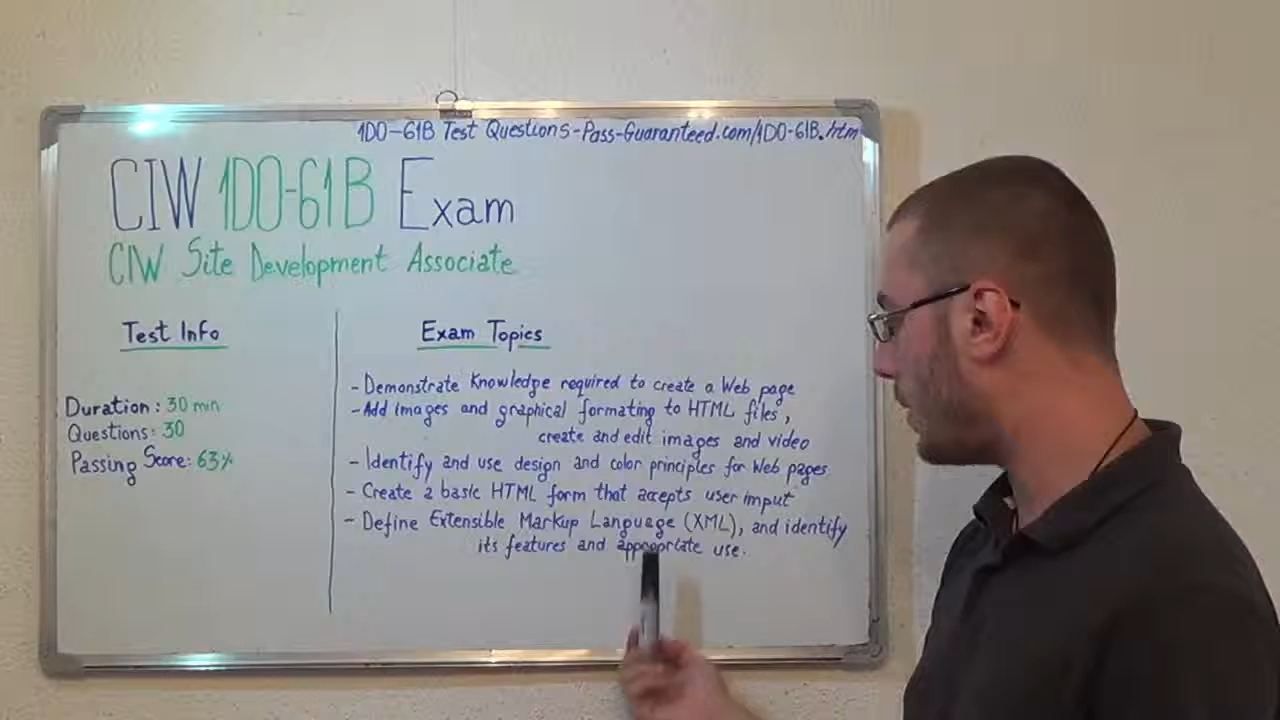 1D0-61B Test Questions-Pass-Guaranteed.com/1D0-61B.htm
CIW 1D0-61B Exam
CIW Site Development Associate
Test Info
Duration: 30 min
Questions: 30
Passing Score: 63%
Exam Topics
- Demonstrate Knowledge required to create a Web page
- Add images and graphical formating to HTML files,
create and edit images and video
- Identify and use design and color principles for Web pages
- Create a basic HTML form that accepts user imput
- Define Extensible Markup Language (XML), and identify
its features and appropriate use.